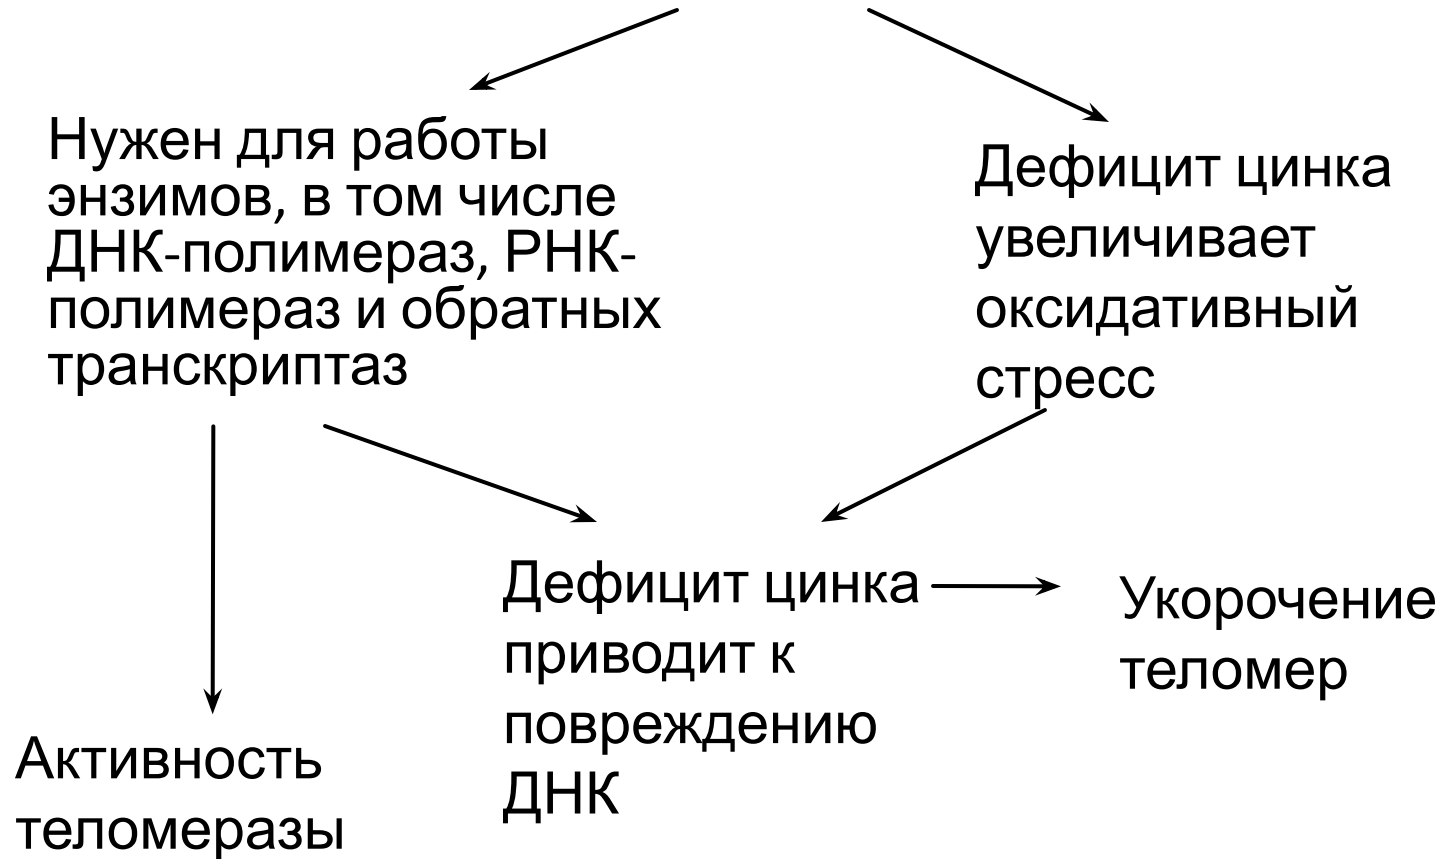 Нужен для работы
энзимов, в том числе
ДНК-полимераз, РНК-
полимераз и обратных
транскриптаз
Дефицит цинка
увеличивает
оксидативный
стресс
Дефицит цинка
приводит к
повреждению
ДНК
Укорочение
теломер
Активность
теломеразы